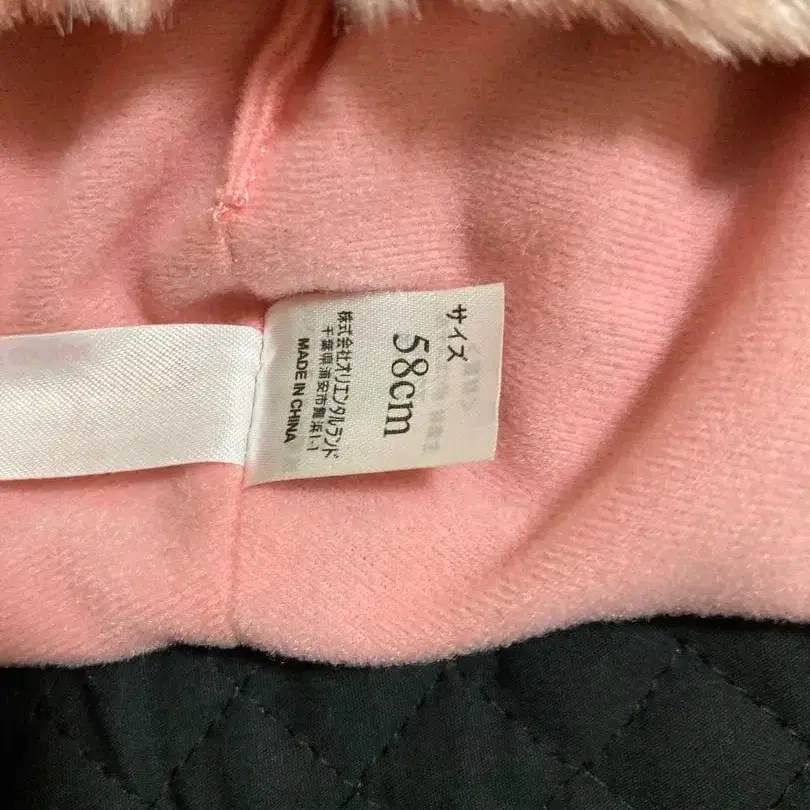 サイズ
58cm
株式会社オリエンタルランド
千葉県浦安市舞浜1-1
MADE IN CHINA